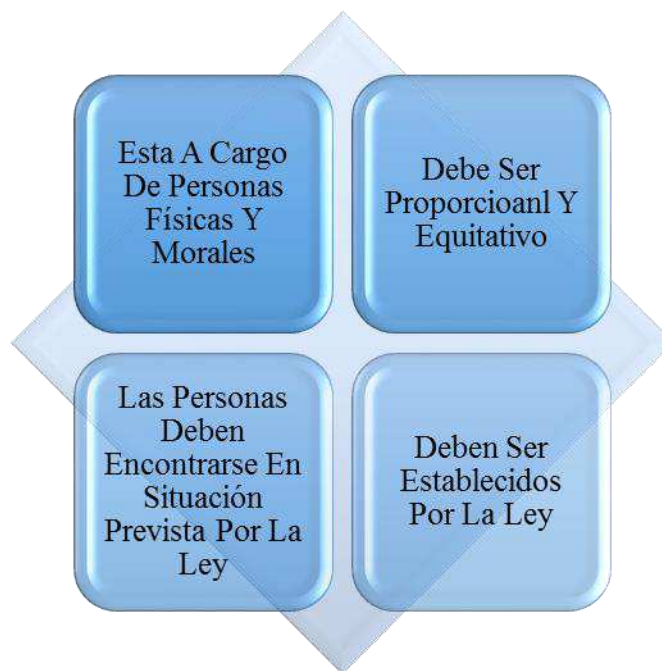 Esta A Cargo
De Personas
Físicas Y
Morales
Debe Ser
Proporcioanl Y
Equitativo
Las Personas
Deben
Encontrarse En
Situación
Prevista Por La
Ley
Deben Ser
Establecidos
Por La Ley